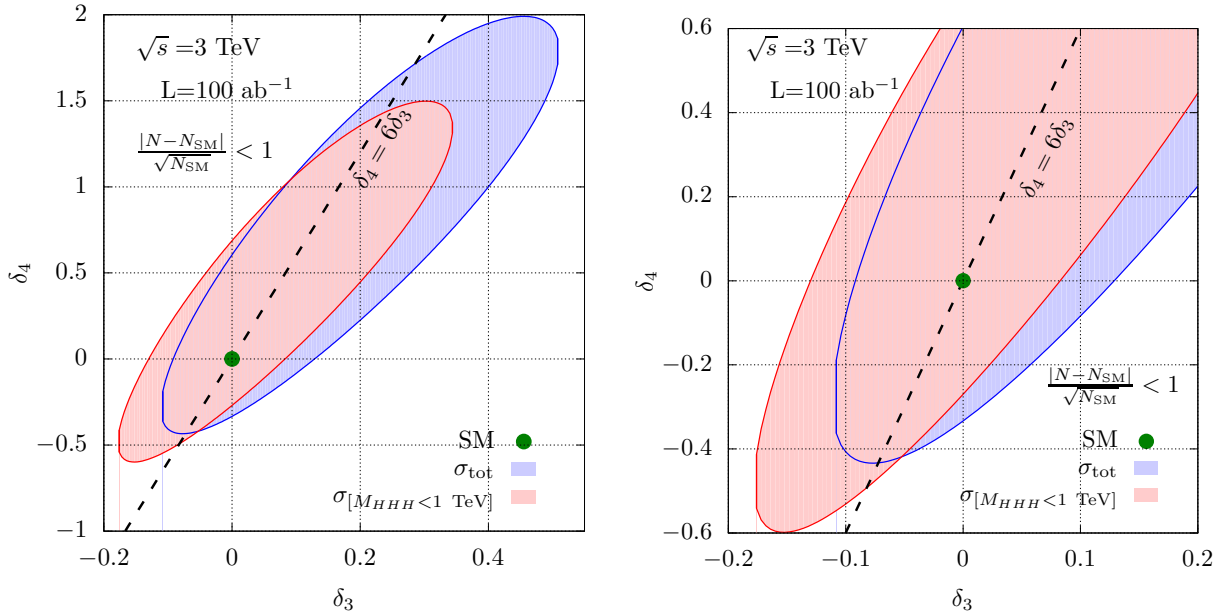 2
√s =3 TeV
L=100 ab⁻¹
|N−N_SM|/√N_SM < 1
δ₄ = 6δ₃
1.5
1
0.5
0
−0.5
−1
δ₄
SM
σ_tot
σ_[M_HHH<1 TeV]
−0.2 0 0.2 0.4
δ₃
0.6
√s =3 TeV
L=100 ab⁻¹
0.4
δ₄ = 6δ₃
0.2
0
−0.2
−0.4
−0.6
δ₄
|N−N_SM|/√N_SM < 1
SM
σ_tot
σ_[M_HHH<1 TeV]
−0.2 −0.1 0 0.1 0.2
δ₃